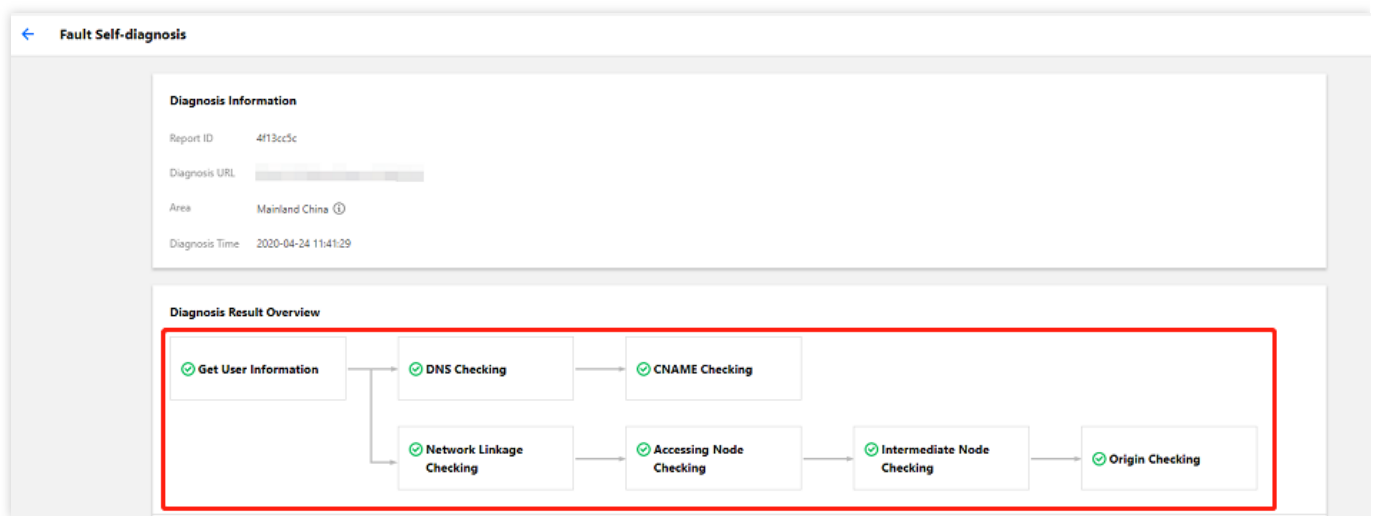 Fault Self-diagnosis
Diagnosis Information
Report ID 4f13cc5c
Diagnosis URL
Area Mainland China
Diagnosis Time 2020-04-24 11:41:29
Diagnosis Result Overview
Get User Information
DNS Checking
CNAME Checking
Network Linkage
Checking
Accessing Node
Checking
Intermediate Node
Checking
Origin Checking